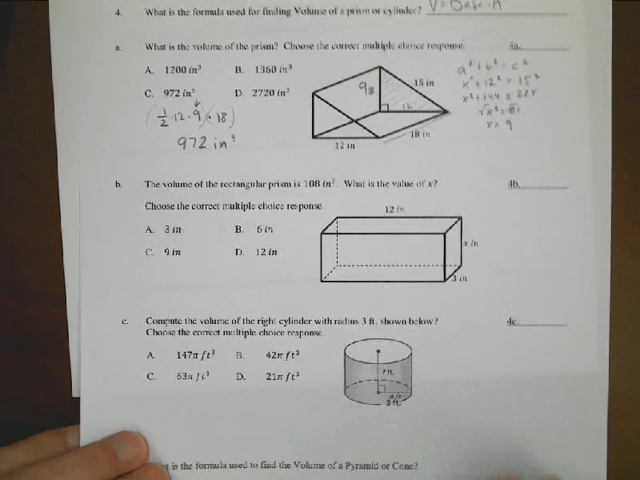 4. What is the formula used for finding Volume of a prism or cylinder? V = Base · h
a. What is the volume of the prism? Choose the correct multiple choice response. 4a.
A. 1200 in³ B. 1360 in³
C. 972 in³ D. 2720 in³
(1/2 · 12 · 9) · 18)
972 in³
9
15 in
12
18 in
12 in
a² + b² = c²
x² + 12² = 15²
x² + 144 = 225
√x² = 81
x = 9
b. The volume of the rectangular prism is 108 in³. What is the value of x? 4b.
Choose the correct multiple choice response.
A. 3 in B. 6 in
C. 9 in D. 12 in
12 in
x in
3 in
c. Compute the volume of the right cylinder with radius 3 ft. shown below? 4c.
Choose the correct multiple choice response.
A. 147π ft³ B. 42π ft³
C. 63π ft³ D. 21π ft³
7 ft.
3 ft.
is the formula used to find the Volume of a Pyramid or Cone?